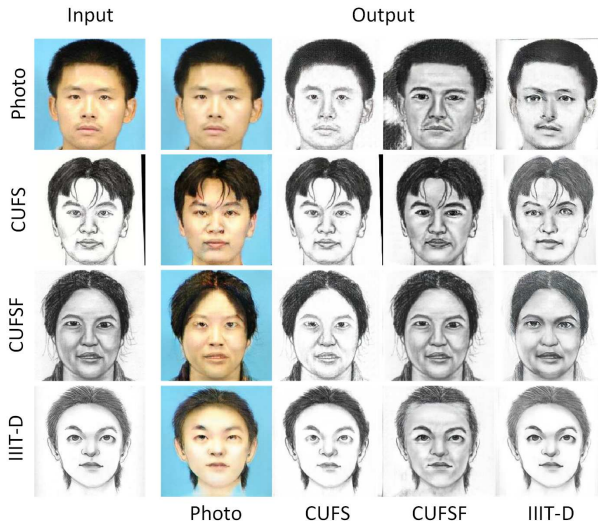 Input Output
Photo
CUFS
CUFSF
IIIT-D
Photo CUFS CUFSF IIIT-D